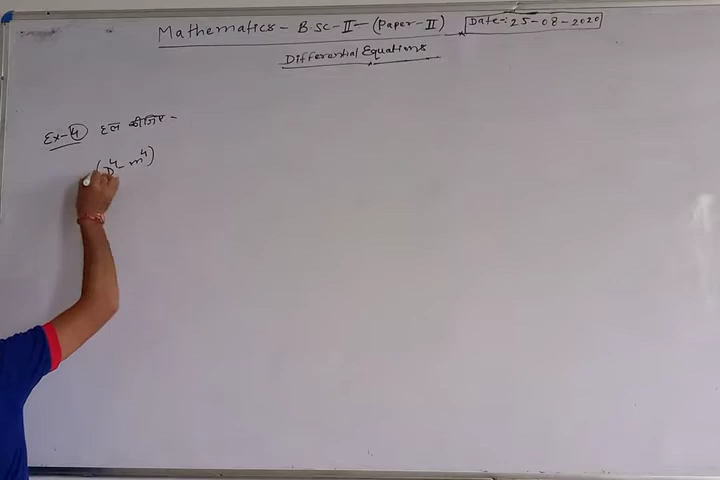 Mathematics - B.SC-II - (Paper-II) Date-: 25-08-2020
Differential Equations
Ex-4 हल कीजिए -
(D⁴ - m⁴)